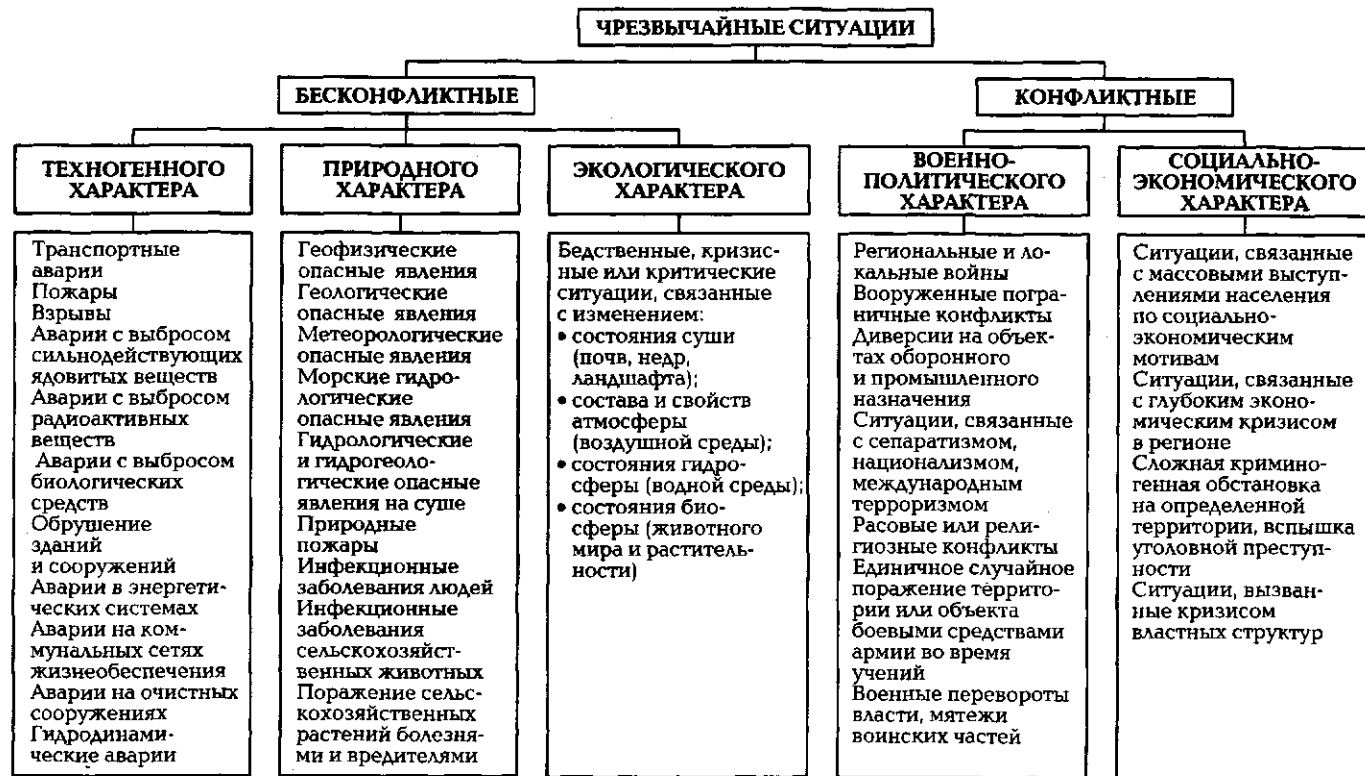 ЧРЕЗВЫЧАЙНЫЕ СИТУАЦИИ
БЕСКОНФЛИКТНЫЕ
КОНФЛИКТНЫЕ
ТЕХНОГЕННОГО
ХАРАКТЕРА
ПРИРОДНОГО
ХАРАКТЕРА
ЭКОЛОГИЧЕСКОГО
ХАРАКТЕРА
ВОЕННО-
ПОЛИТИЧЕСКОГО
ХАРАКТЕРА
СОЦИАЛЬНО-
ЭКОНОМИЧЕСКОГО
ХАРАКТЕРА
Транспортные
аварии
Пожары
Взрывы
Аварии с выбросом
сильнодействующих
ядовитых веществ
Аварии с выбросом
радиоактивных
веществ
Аварии с выбросом
биологических
средств
Обрушение
зданий
и сооружений
Аварии в энергети-
ческих системах
Аварии на ком-
мунальных сетях
жизнеобеспечения
Аварии на очистных
сооружениях
Гидродинами-
ческие аварии
Геофизические
опасные явления
Геологические
опасные явления
Метеорологические
опасные явления
Морские гидро-
логические
опасные явления
Гидрологические
и гидрогеоло-
гические опасные
явления на суше
Природные
пожары
Инфекционные
заболевания людей
Инфекционные
заболевания
сельскохозяйст-
венных животных
Поражение сельс-
кохозяйственных
растений болезня-
ми и вредителями
Бедственные, кризис-
ные или критические
ситуации, связанные
с изменением:
• состояния суши
(почв, недр,
ландшафта);
• состава и свойств
атмосферы
(воздушной среды);
• состояния гидро-
сферы (водной среды);
• состояния био-
сферы (животного
мира и раститель-
ности)
Региональные и ло-
кальные войны
Вооруженные погра-
ничные конфликты
Диверсии на объек-
тах оборонного
и промышленного
назначения
Ситуации, связанные
с сепаратизмом,
национализмом,
международным
терроризмом
Расовые или рели-
гиозные конфликты
Единичное случайное
поражение террито-
рии или объекта
боевыми средствами
армии во время
учений
Военные перевороты
власти, мятежи
воинских частей
Ситуации, связанные
с массовыми выступ-
лениями населения
по социально-
экономическим
мотивам
Ситуации, связанные
с глубоким эконо-
мическим кризисом
в регионе
Сложная кримино-
генная обстановка
на определенной
территории, вспышка
уголовной преступ-
ности
Ситуации, вызван-
ные кризисом
властных структур